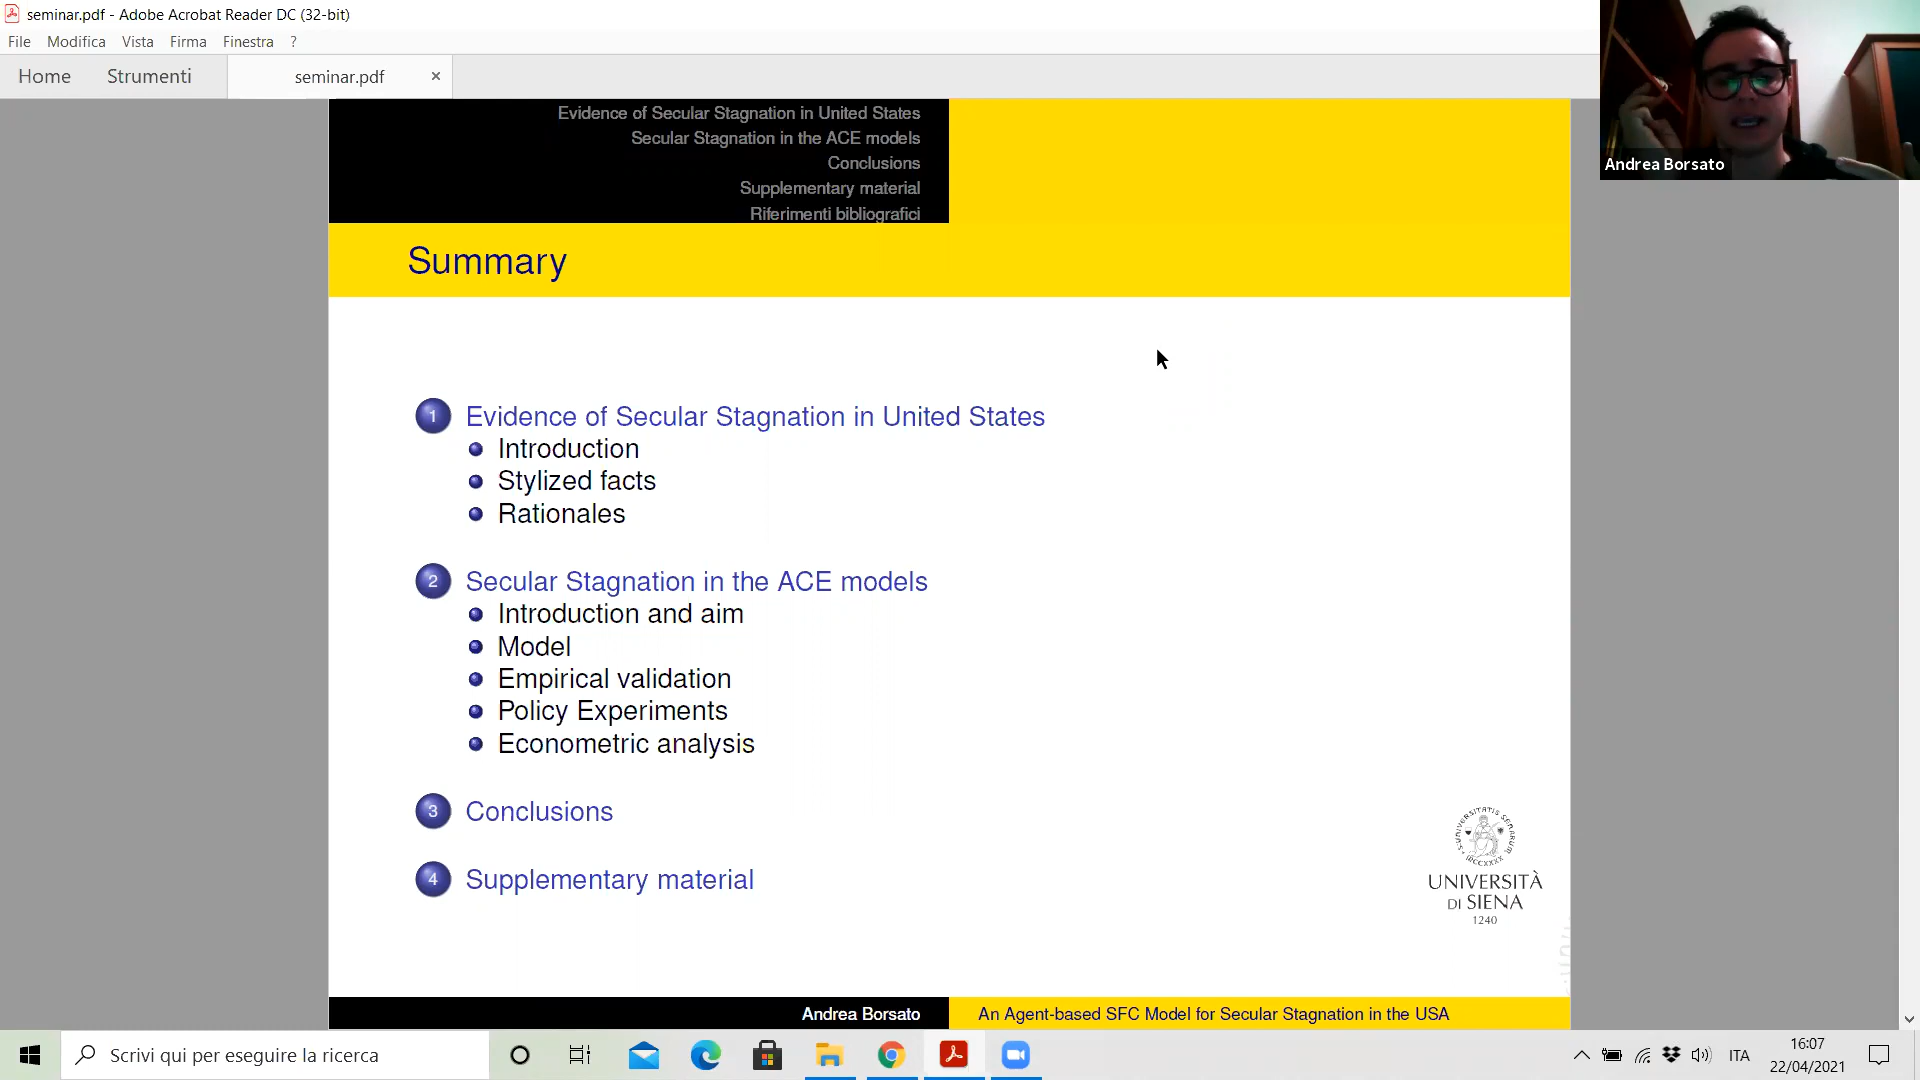 seminar.pdf - Adobe Acrobat Reader DC (32-bit)
File Modifica Vista Firma Finestra ?
Home Strumenti seminar.pdf ×
Andrea Borsato
Evidence of Secular Stagnation in United States
Secular Stagnation in the ACE models
Conclusions
Supplementary material
Riferimenti bibliografici
Summary
1 Evidence of Secular Stagnation in United States
Introduction
Stylized facts
Rationales
2 Secular Stagnation in the ACE models
Introduction and aim
Model
Empirical validation
Policy Experiments
Econometric analysis
3 Conclusions
4 Supplementary material
UNIVERSITÀ
DI SIENA
1240
Andrea Borsato An Agent-based SFC Model for Secular Stagnation in the USA
Scrivi qui per eseguire la ricerca
ITA
16:07
22/04/2021